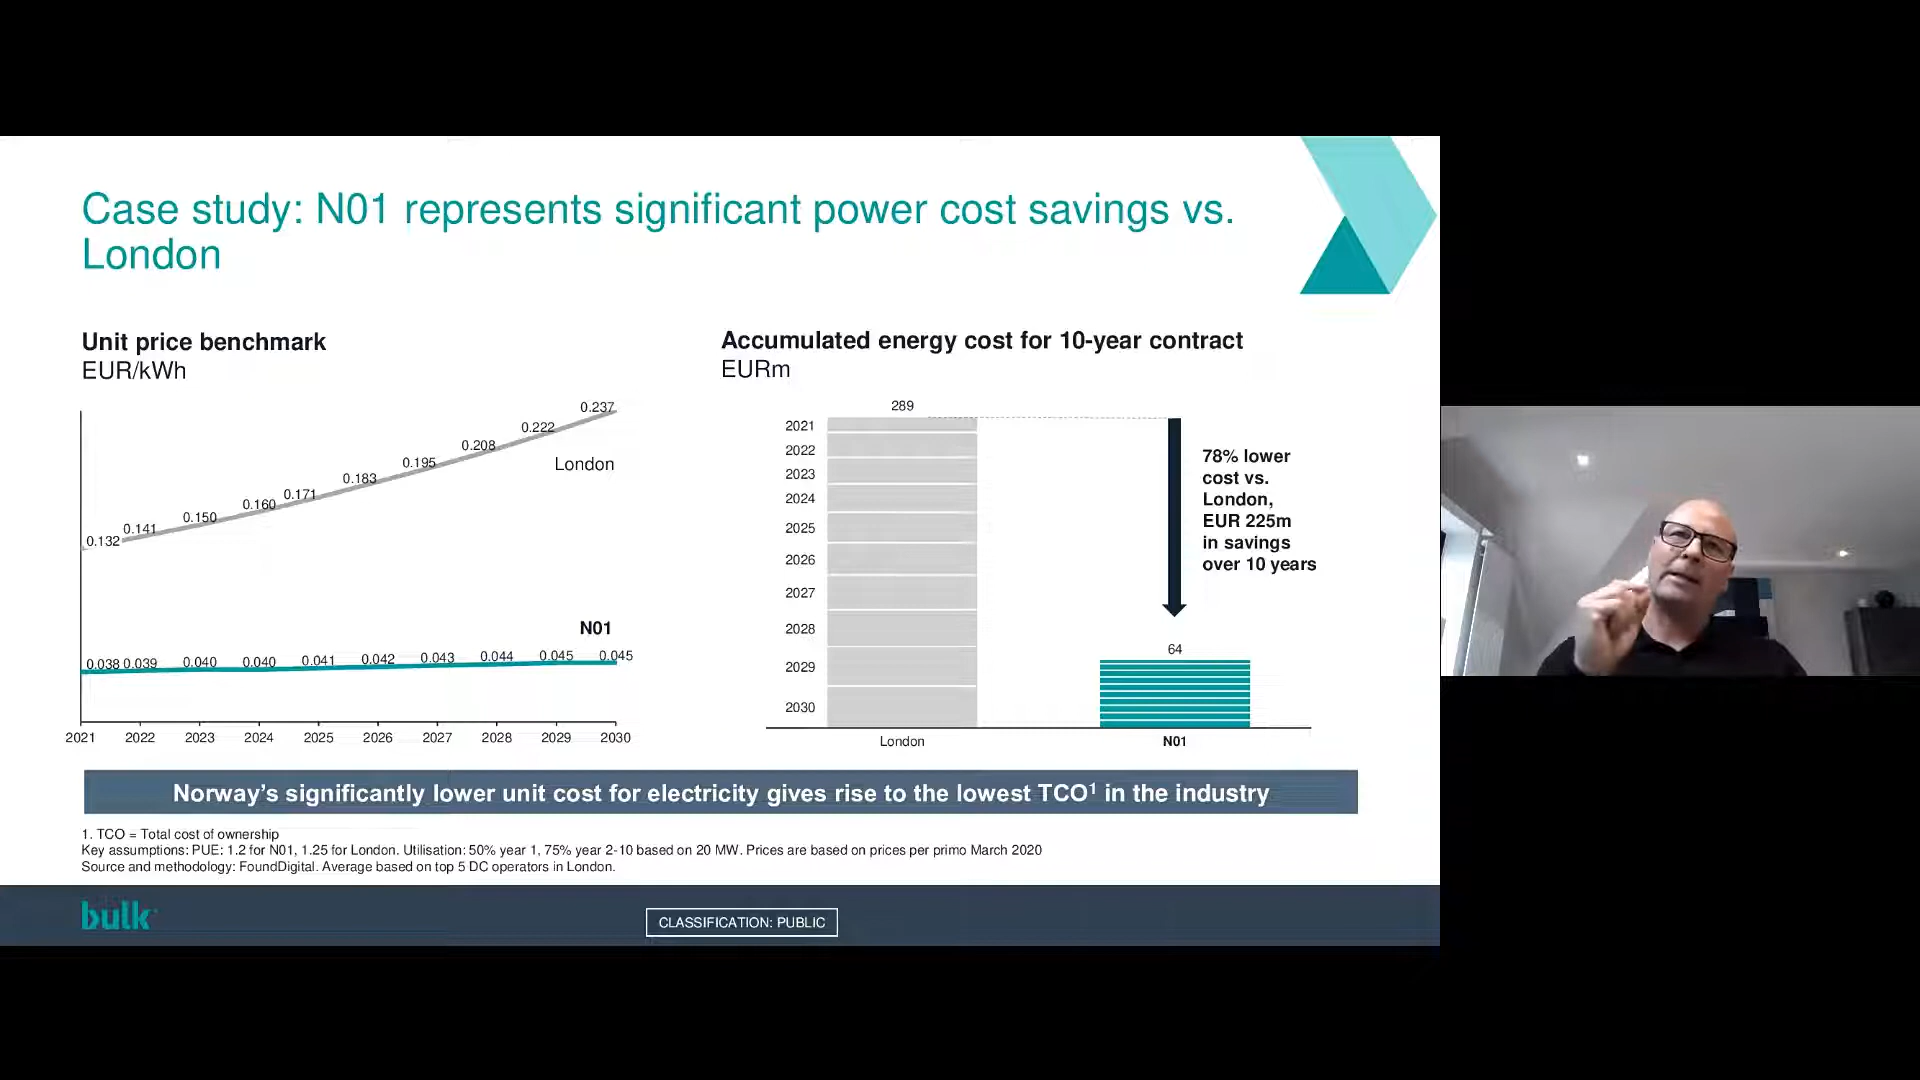 Case study: N01 represents significant power cost savings vs.
London
Unit price benchmark
EUR/kWh
0.132
0.141
0.150
0.160
0.171
0.183
0.195
0.208
0.222
0.237
London
N01
0.038
0.039
0.040
0.040
0.041
0.042
0.043
0.044
0.045
0.045
2021
2022
2023
2024
2025
2026
2027
2028
2029
2030
Accumulated energy cost for 10-year contract
EURm
289
2021
2022
2023
2024
2025
2026
2027
2028
2029
2030
78% lower
cost vs.
London,
EUR 225m
in savings
over 10 years
64
London
N01
Norway’s significantly lower unit cost for electricity gives rise to the lowest TCO¹ in the industry
1. TCO = Total cost of ownership
Key assumptions: PUE: 1.2 for N01, 1.25 for London. Utilisation: 50% year 1, 75% year 2-10 based on 20 MW. Prices are based on prices per primo March 2020
Source and methodology: FoundDigital. Average based on top 5 DC operators in London.
bulk
CLASSIFICATION: PUBLIC